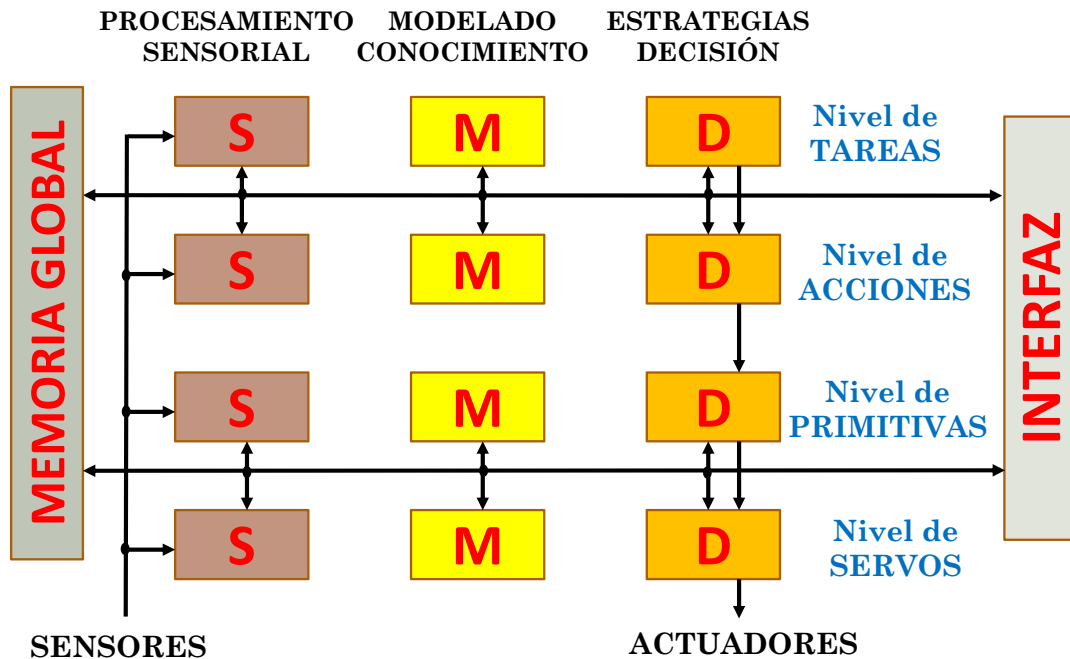 PROCESAMIENTO
SENSORIAL
MODELADO
CONOCIMIENTO
ESTRATEGIAS
DECISIÓN
MEMORIA GLOBAL
S
M
D
Nivel de
TAREAS
S
M
D
Nivel de
ACCIONES
S
M
D
Nivel de
PRIMITIVAS
S
M
D
Nivel de
SERVOS
INTERFAZ
SENSORES
ACTUADORES